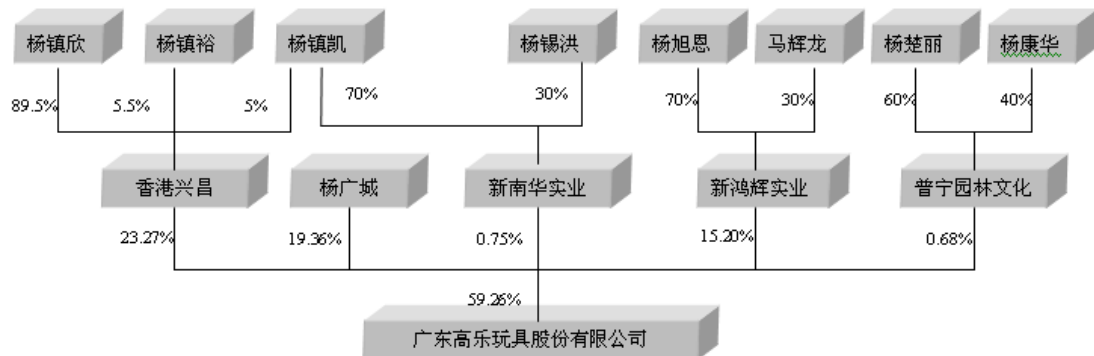 杨镇欣 杨镇裕 杨镇凯 杨锡洪 杨旭恩 马辉龙 杨楚丽 杨康华
89.5% 5.5% 5% 70% 30% 70% 30% 60% 40%
香港兴昌 杨广城 新南华实业 新鸿辉实业 普宁园林文化
23.27% 19.36% 0.75% 15.20% 0.68%
59.26%
广东高乐玩具股份有限公司